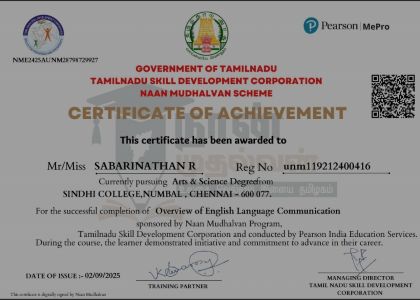 Pearson | MePro
NME2425AUNM28798729927
GOVERNMENT OF TAMILNADU
TAMILNADU SKILL DEVELOPMENT CORPORATION
NAAN MUDHALVAN SCHEME
CERTIFICATE OF ACHIEVEMENT
This certificate has been awarded to
Mr/Miss SABARINATHAN R Reg No unm119212400416
Currently pursuing Arts & Science Degree from
SINDHI COLLEGE,NUMBAL , CHENNAI - 600 077.
For the successful completion of Overview of English Language Communication
sponsored by Naan Mudhalvan Program,
Tamilnadu Skill Development Corporation and conducted by Pearson India Education Services.
During the course, the learner demonstrated initiative and commitment to advance in their career.
DATE OF ISSUE :- 02/09/2025
TRAINING PARTNER
MANAGING DIRECTOR
TAMIL NADU SKILL DEVELOPMENT
CORPORATION
This certificate is digitally signed by Naan Mudhalvan